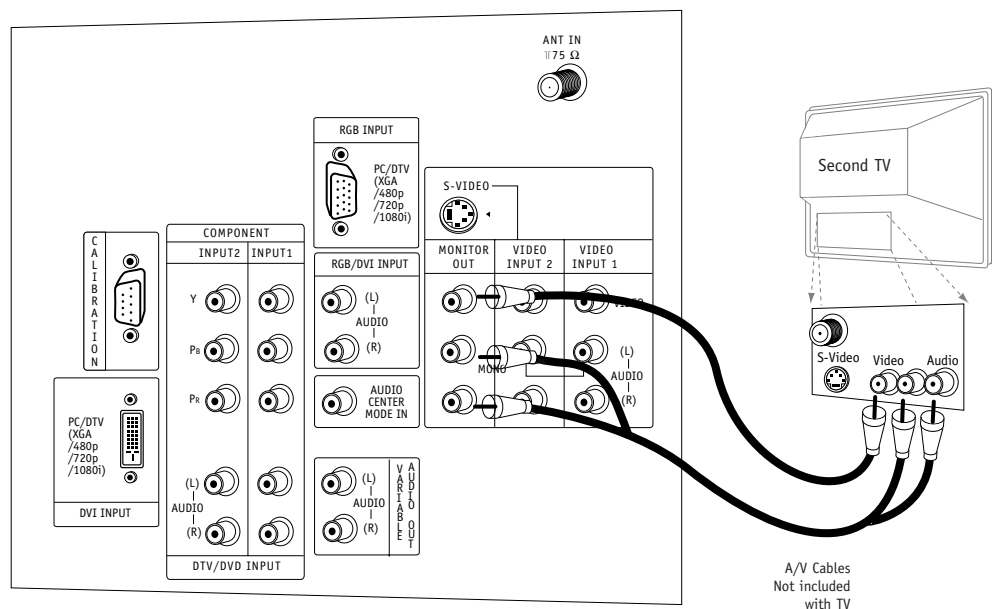 ANT IN
75 Ω
RGB INPUT
PC/DTV
(XGA
/480p
/720p
/1080i)
S-VIDEO
MONITOR
OUT
VIDEO
INPUT 2
VIDEO
INPUT 1
VIDEO
MONO
(L)
AUDIO
(R)
CALIBRATION
COMPONENT
INPUT2
INPUT1
Y
PB
PR
(L)
AUDIO
(R)
DTV/DVD INPUT
RGB/DVI INPUT
(L)
AUDIO
(R)
AUDIO
CENTER
MODE IN
(L)
AUDIO
(R)
VARIABLE
AUDIO OUT
PC/DTV
(XGA
/480p
/720p
/1080i)
DVI INPUT
Second TV
S-Video
Video
Audio
A/V Cables
Not included
with TV